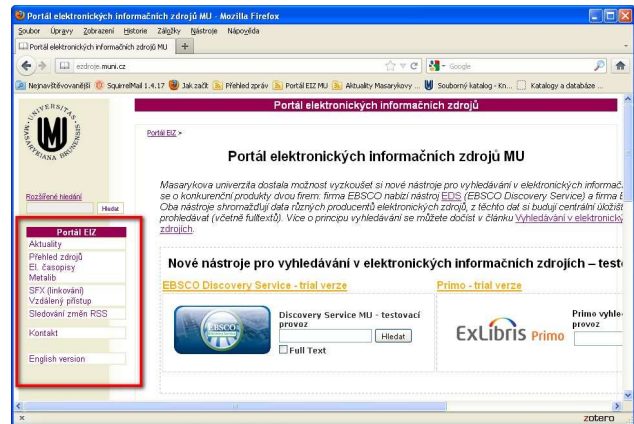 Portál elektronických informačních zdrojů MU - Mozilla Firefox
Soubor Úpravy Zobrazení Historie Záložky Nástroje Nápověda
Portál elektronických informačních zdrojů MU
ezdroje.muni.cz
Google
Nejnavštěvovanější SquirrelMail 1.4.17 Jak začít Přehled zpráv Portál EIZ MU Aktuality Masarykovy ... Souborný katalog - Kn... Katalogy a databáze ...
UNIVERSITAS MASARYKIANA BRUNENSIS
Portál elektronických informačních zdrojů
Portál EIZ >
Portál elektronických informačních zdrojů MU
Rozšířené hledání
Hledat
Masarykova univerzita dostala možnost vyzkoušet si nové nástroje pro vyhledávání v elektronických informač
se o konkurenční produkty dvou firem: firma EBSCO nabízí nástroj EDS (EBSCO Discovery Service) a firma E
Oba nástroje shromažďují data různých producentů elektronických zdrojů, z těchto dat si budují centrální úložiš
prohledávat (včetně fulltextů). Více o principu vyhledávání se můžete dočíst v článku Vyhledávání v elektronický
zdrojích.
Portál EIZ
Aktuality
Přehled zdrojů
El. časopisy
Metalib
SFX (linkování)
Vzdálený přístup
Sledování změn RSS
Kontakt
English version
Nové nástroje pro vyhledávání v elektronických informačních zdrojích – test
EBSCO Discovery Service - trial verze
Primo - trial verze
EBSCO
Discovery Service MU - testovací
provoz
Hledat
Full Text
ExLibris Primo
Primo vyhle
provoz
zotero